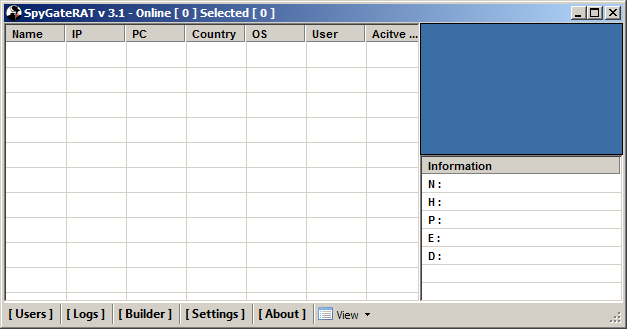 SpyGateRAT v 3.1 - Online [ 0 ] Selected [ 0 ]
Name IP PC Country OS User Acitve ...
Information
N :
H :
P :
E :
D :
[ Users ] [ Logs ] [ Builder ] [ Settings ] [ About ] View